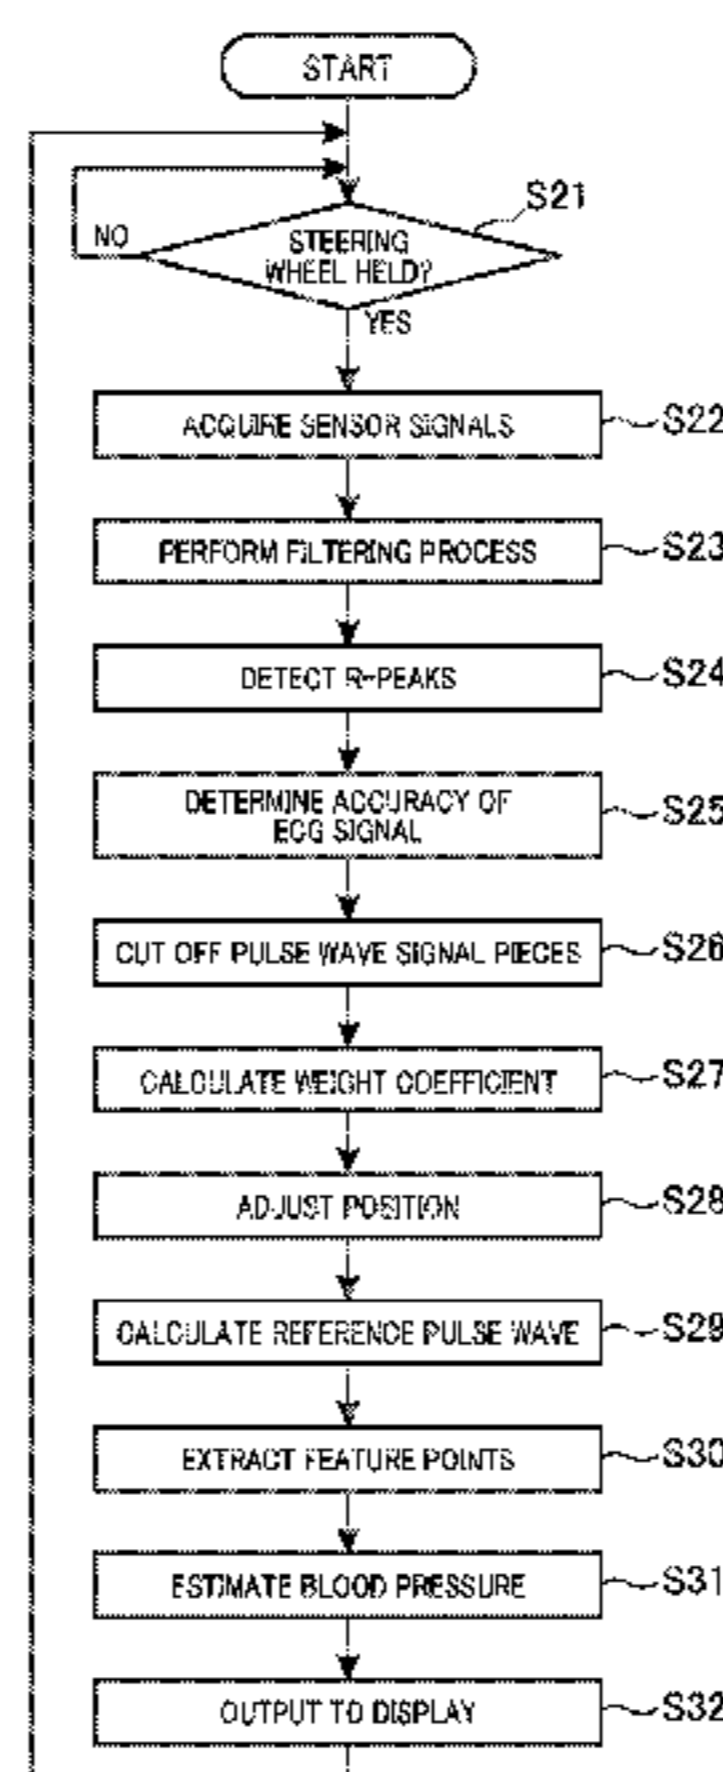 START
S21
NO
STEERING
WHEEL HELD?
YES
ACQUIRE SENSOR SIGNALS
S22
PERFORM FILTERING PROCESS
S23
DETECT R-PEAKS
S24
DETERMINE ACCURACY OF
ECG SIGNAL
S25
CUT OFF PULSE WAVE SIGNAL PIECES
S26
CALCULATE WEIGHT COEFFICIENT
S27
ADJUST POSITION
S28
CALCULATE REFERENCE PULSE WAVE
S29
EXTRACT FEATURE POINTS
S30
ESTIMATE BLOOD PRESSURE
S31
OUTPUT TO DISPLAY
S32